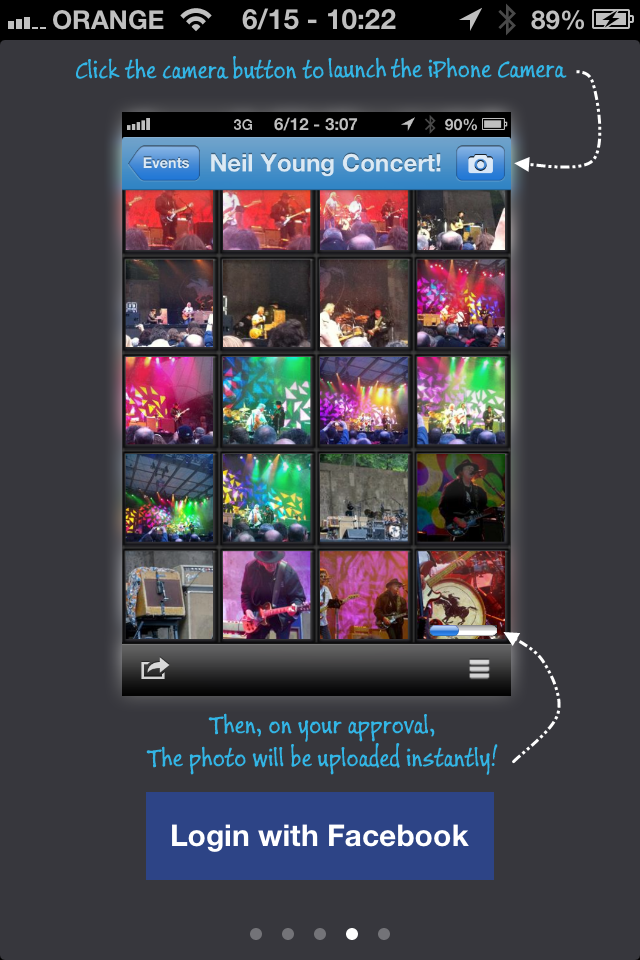 ORANGE 6/15 - 10:22 89%
Click the camera button to launch the iPhone Camera
3G 6/12 - 3:07 90%
Events Neil Young Concert!
Then, on your approval,
The photo will be uploaded instantly!
Login with Facebook